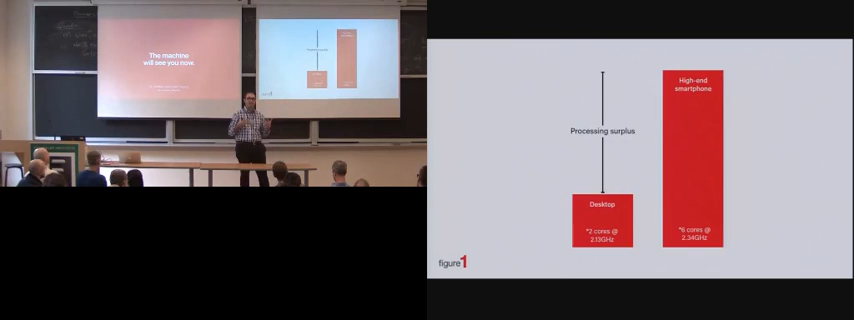 The machine
will see you now.
High-end
smartphone
Processing surplus
Desktop
*2 cores @
2.13GHz
*6 cores @
2.34GHz
figure1